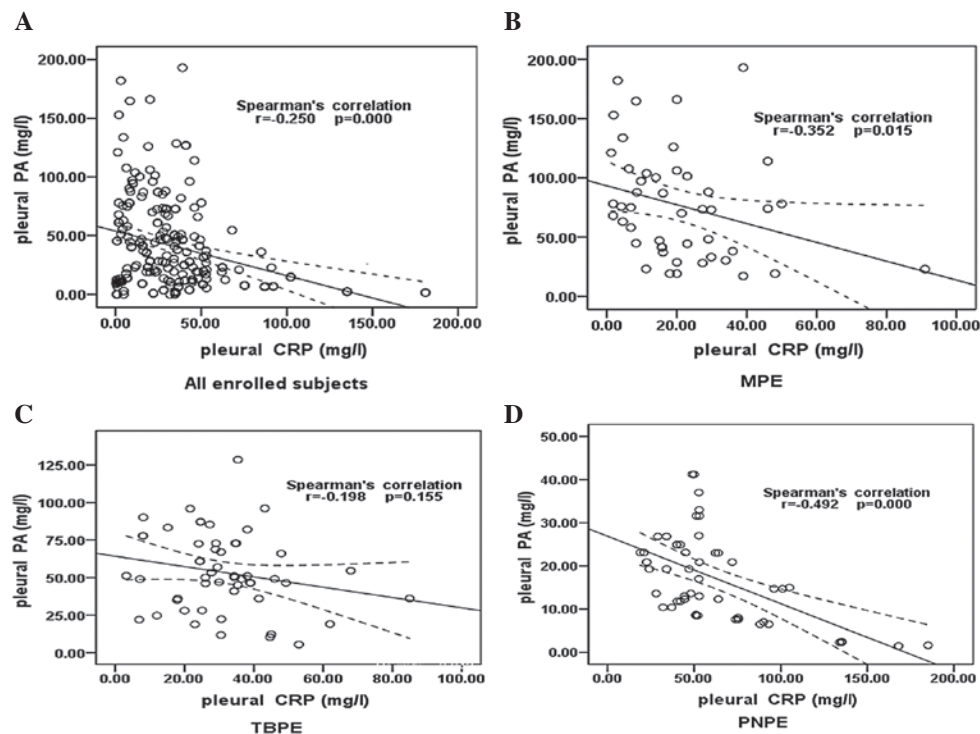 A
B
200.00
150.00
100.00
50.00
0.00
pleural PA (mg/l)
Spearman's correlation
r=-0.250 p=0.000
0.00 50.00 100.00 150.00 200.00
pleural CRP (mg/l)
All enrolled subjects
200.00
150.00
100.00
50.00
0.00
pleural PA (mg/l)
Spearman's correlation
r=-0.352 p=0.015
0.00 20.00 40.00 60.00 80.00 100.00
pleural CRP (mg/l)
MPE
C
D
125.00
100.00
75.00
50.00
25.00
0.00
pleural PA (mg/l)
Spearman's correlation
r=-0.198 p=0.155
0.00 20.00 40.00 60.00 80.00 100.00
pleural CRP (mg/l)
TBPE
50.00
40.00
30.00
20.00
10.00
0.00
pleural PA (mg/l)
Spearman's correlation
r=-0.492 p=0.000
0.00 50.00 100.00 150.00 200.00
pleural CRP (mg/l)
PNPE